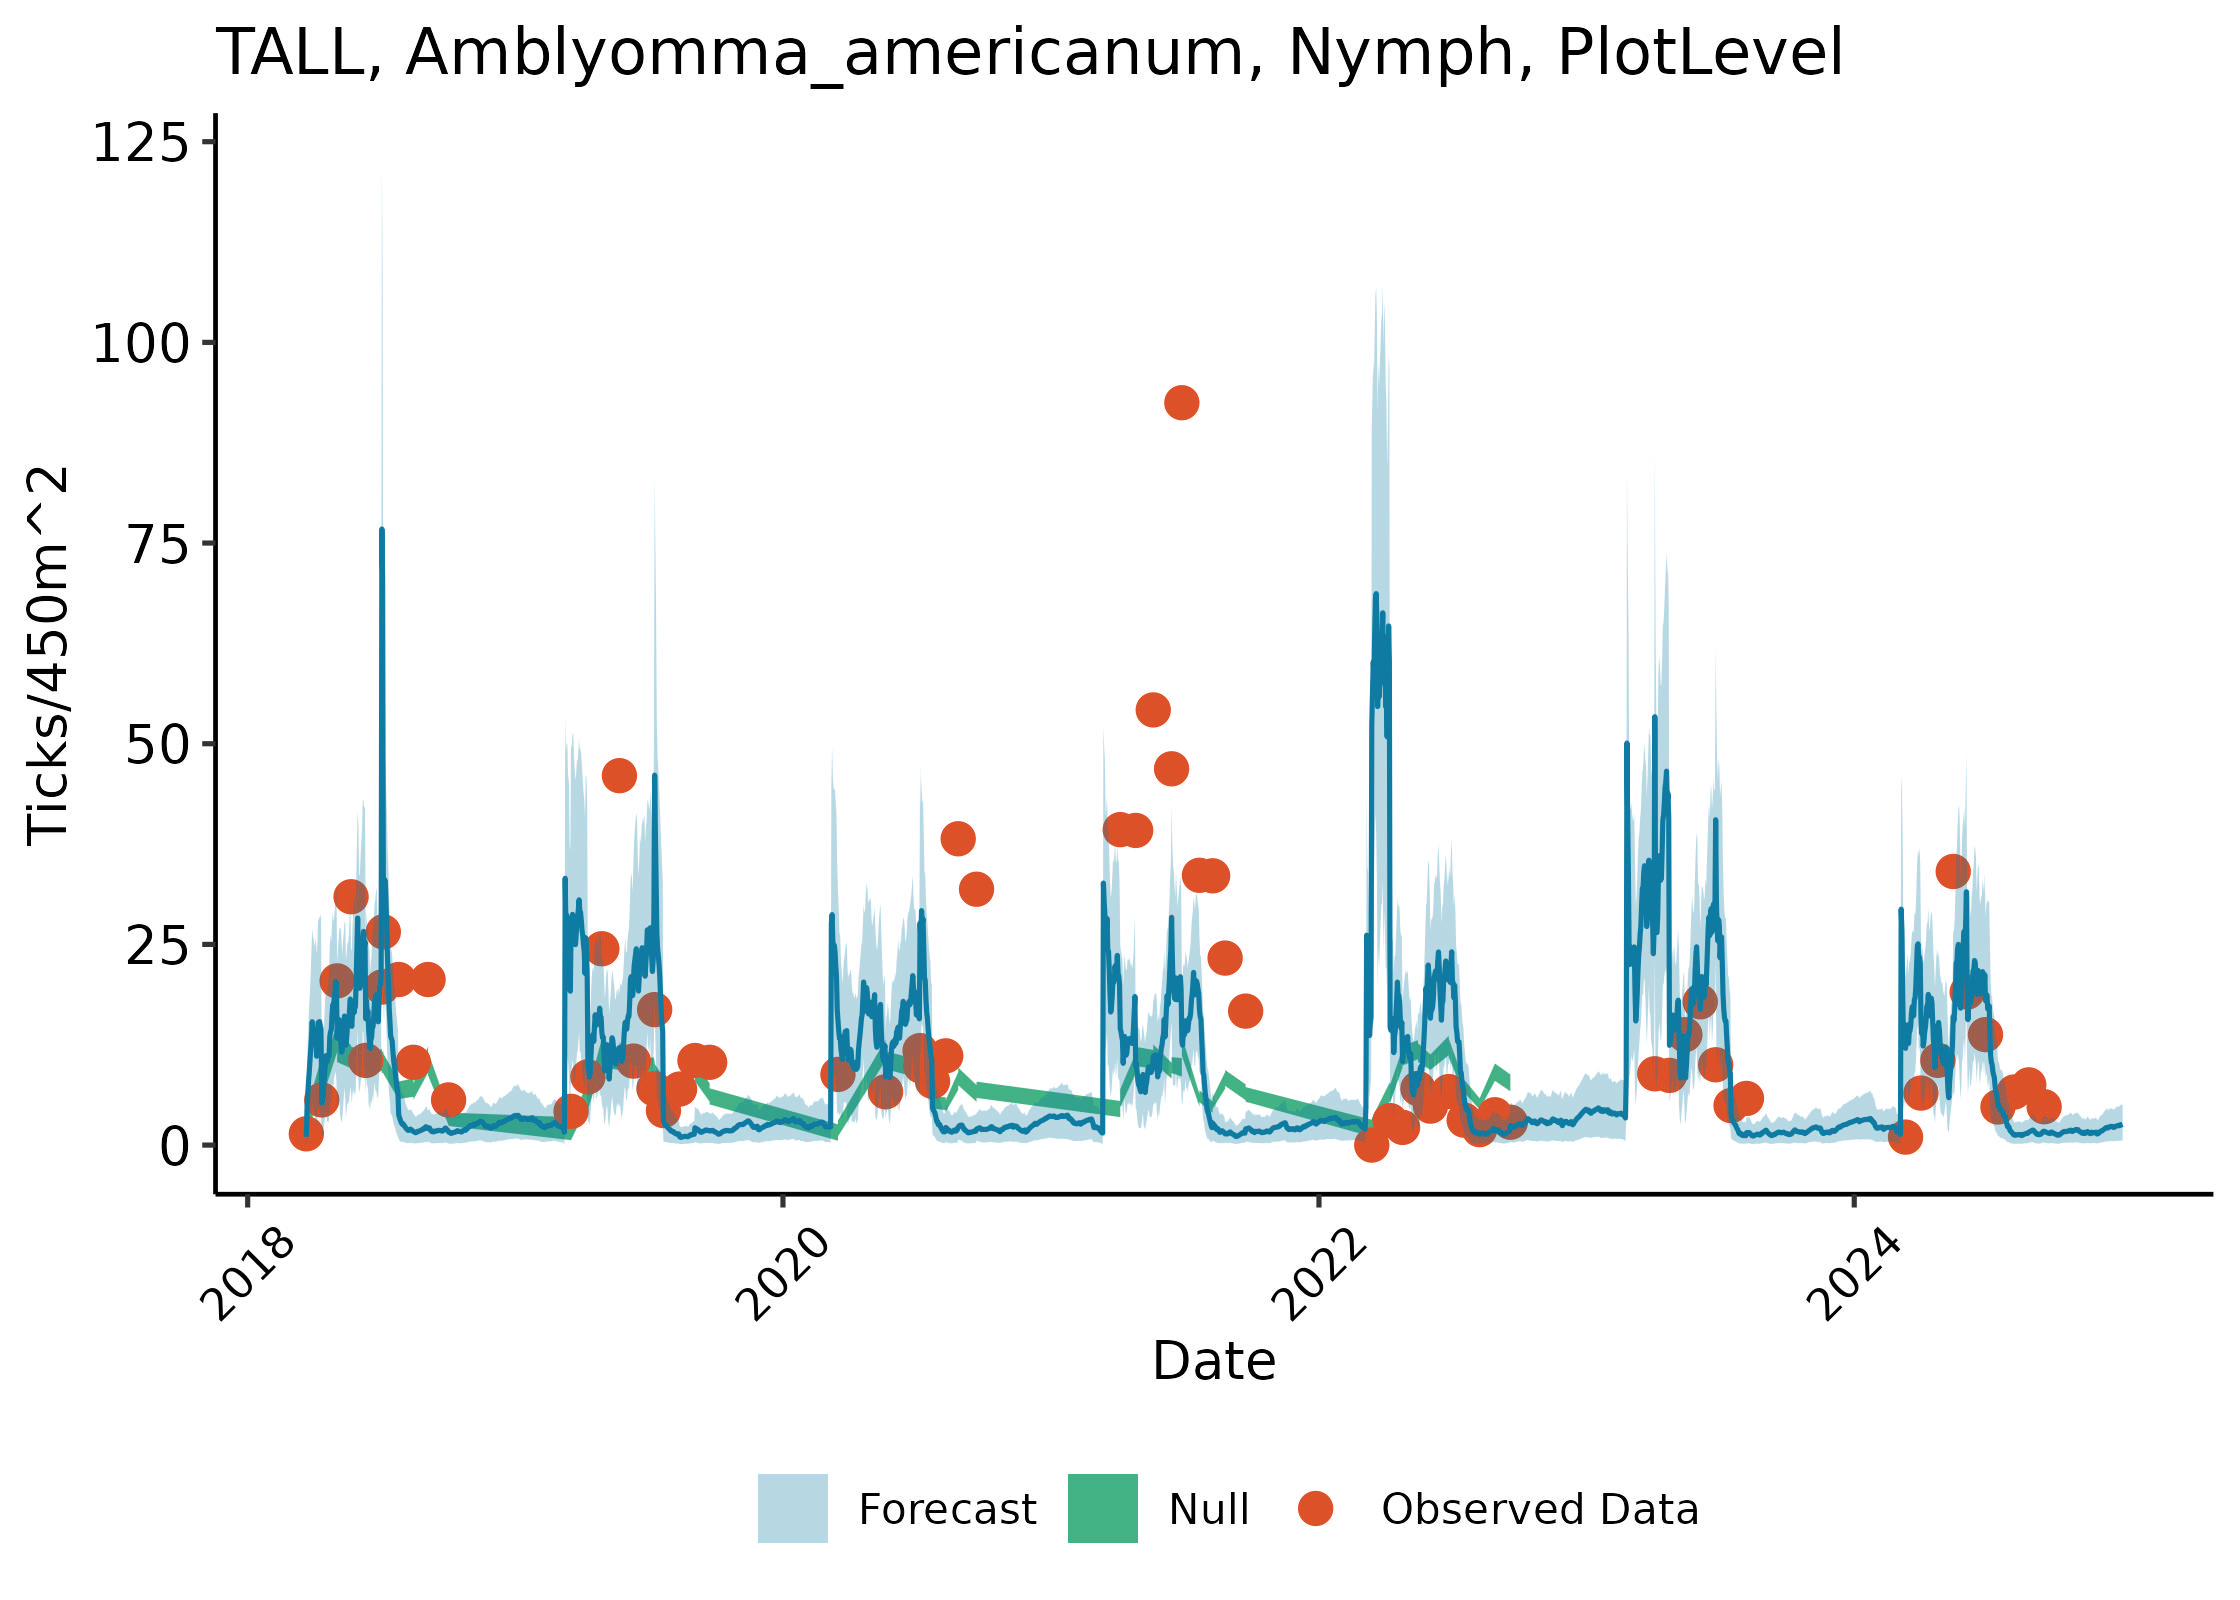 TALL, Amblyomma_americanum, Nymph, PlotLevel
125
100
75
50
25
0
Ticks/450m^2
2018
2020
2022
2024
Date
Forecast
Null
Observed Data